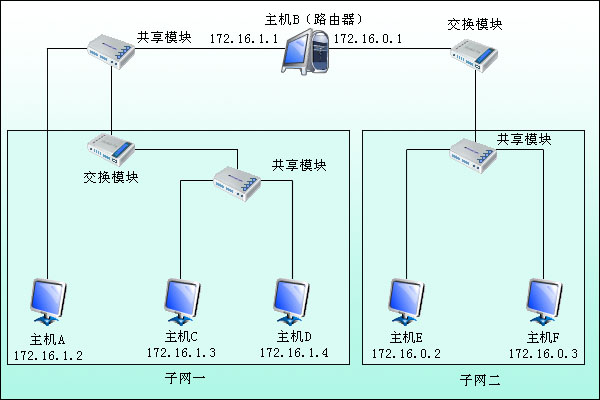 主机B（路由器）
172.16.1.1
172.16.0.1
共享模块
交换模块
交换模块
共享模块
共享模块
主机A
172.16.1.2
主机C
172.16.1.3
主机D
172.16.1.4
主机E
172.16.0.2
主机F
172.16.0.3
子网一
子网二